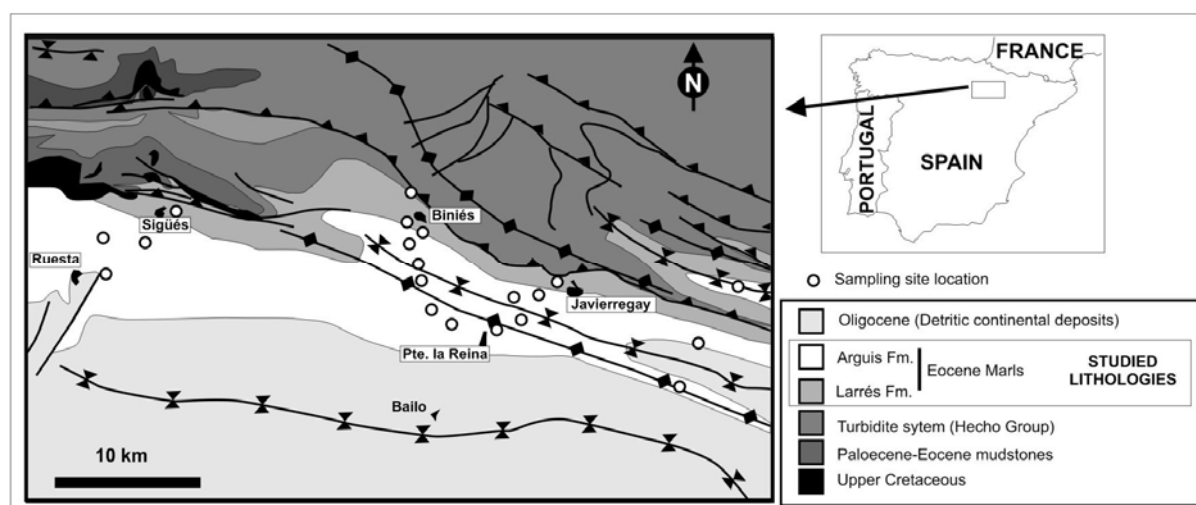 N
Biniés
Sigüés
Ruesta
Javierregay
Pte. la Reina
Bailo
10 km
FRANCE
PORTUGAL
SPAIN
Sampling site location
Oligocene (Detritic continental deposits)
Arguis Fm.
Eocene Marls
STUDIED
LITHOLOGIES
Larrés Fm.
Turbidite sytem (Hecho Group)
Paloecene-Eocene mudstones
Upper Cretaceous